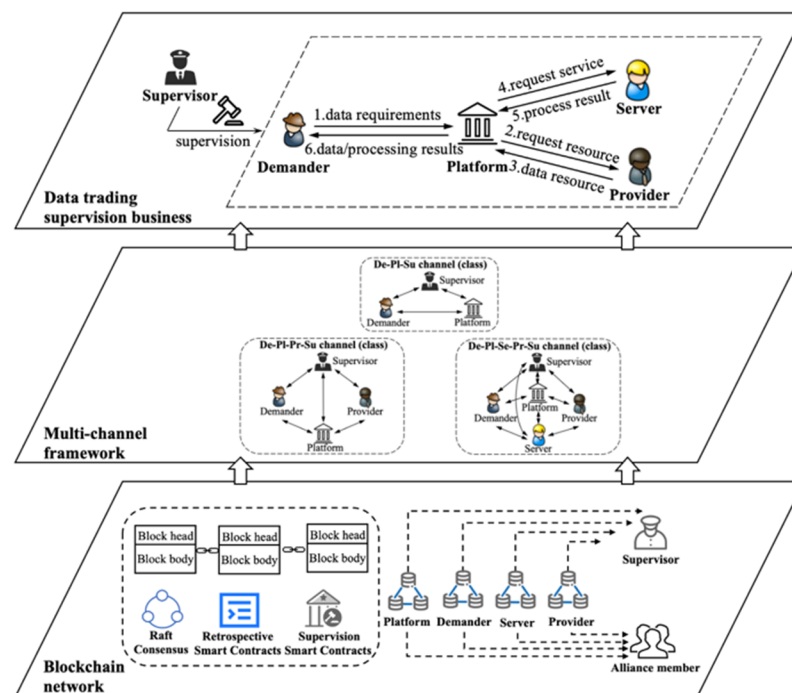 Supervisor
supervision
1.data requirements
6.data/processing results
Demander
Platform
4.request service
5.process result
Server
2.request resource
3.data resource
Provider
Data trading
supervision business
De-Pl-Su channel (class)
Supervisor
Demander
Platform
De-Pl-Pr-Su channel (class)
Supervisor
Demander
Provider
Platform
De-Pl-Se-Pr-Su channel (class)
Supervisor
Platform
Demander
Provider
Server
Multi-channel
framework
Block head
Block body
Block head
Block body
Block head
Block body
Raft
Consensus
Retrospective
Smart Contracts
Supervision
Smart Contracts
Supervisor
Platform
Demander
Server
Provider
Alliance member
Blockchain
network